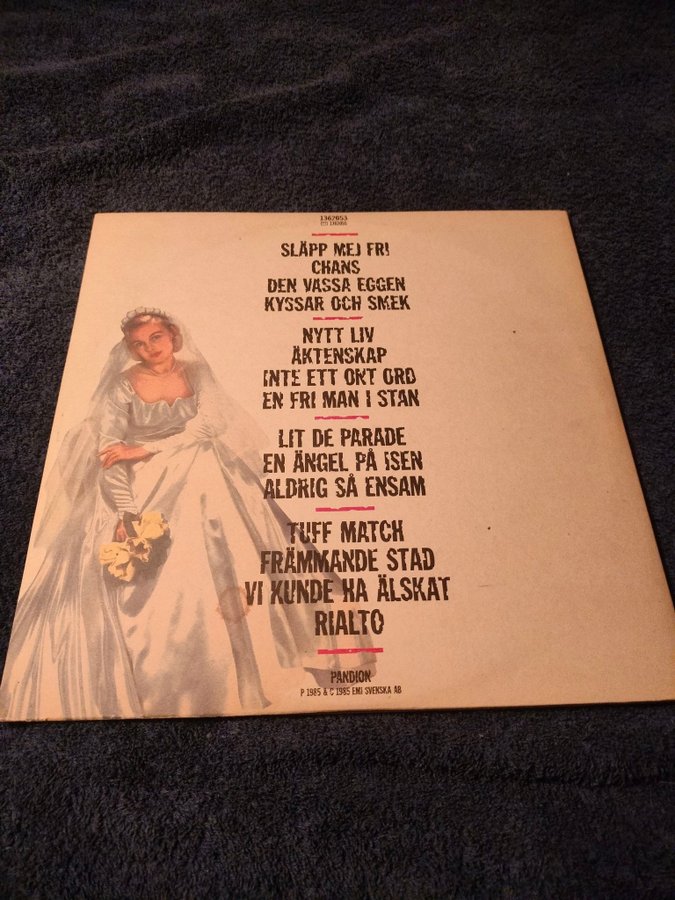 1362053
SLÄPP MEJ FRI
CHANS
DEN VASSA EGGEN
KYSSAR OCH SMEK
NYTT LIV
ÄKTENSKAP
INTE ETT ORT ORD
EN FRI MAN I STAN
LIT DE PARADE
EN ÄNGEL PÅ ISEN
ALDRIG SÅ ENSAM
TUFF MATCH
FRÄMMANDE STAD
VI KUNDE HA ÄLSKAT
RIALTO
PANDION
P 1985 & C 1985 EMI SVENSKA AB